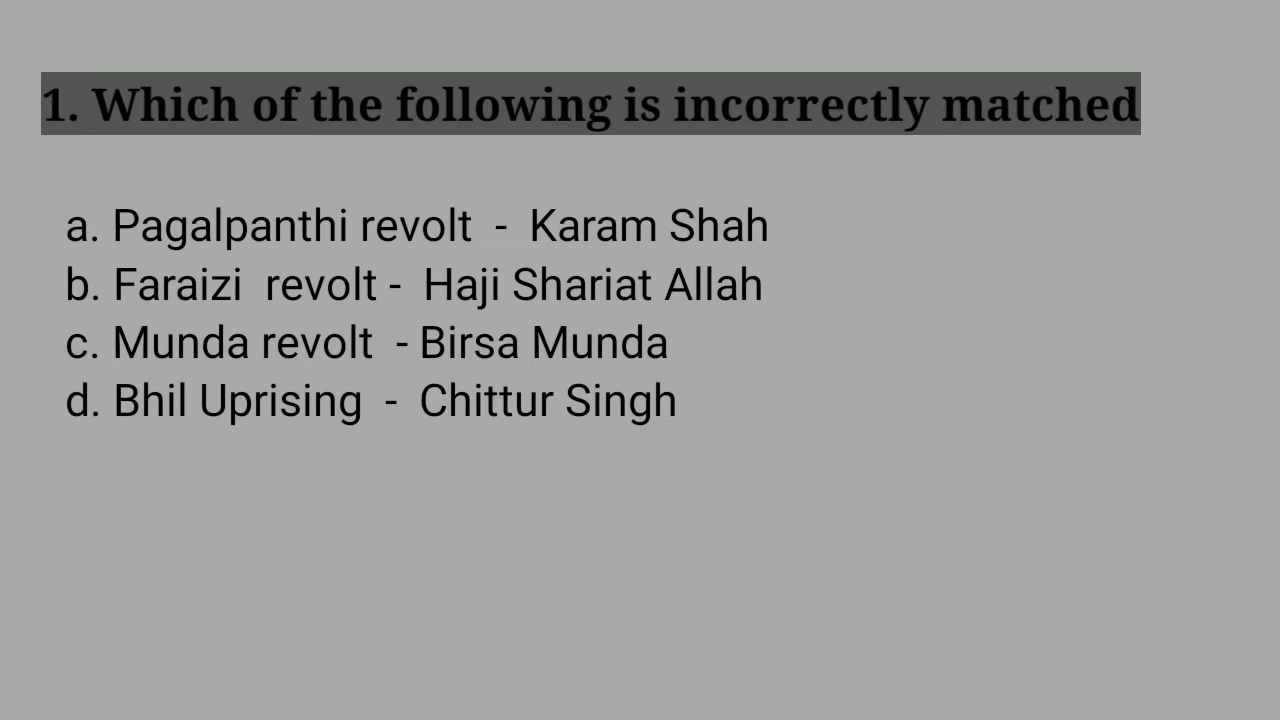 1. Which of the following is incorrectly matched
a. Pagalpanthi revolt - Karam Shah
b. Faraizi revolt - Haji Shariat Allah
c. Munda revolt - Birsa Munda
d. Bhil Uprising - Chittur Singh